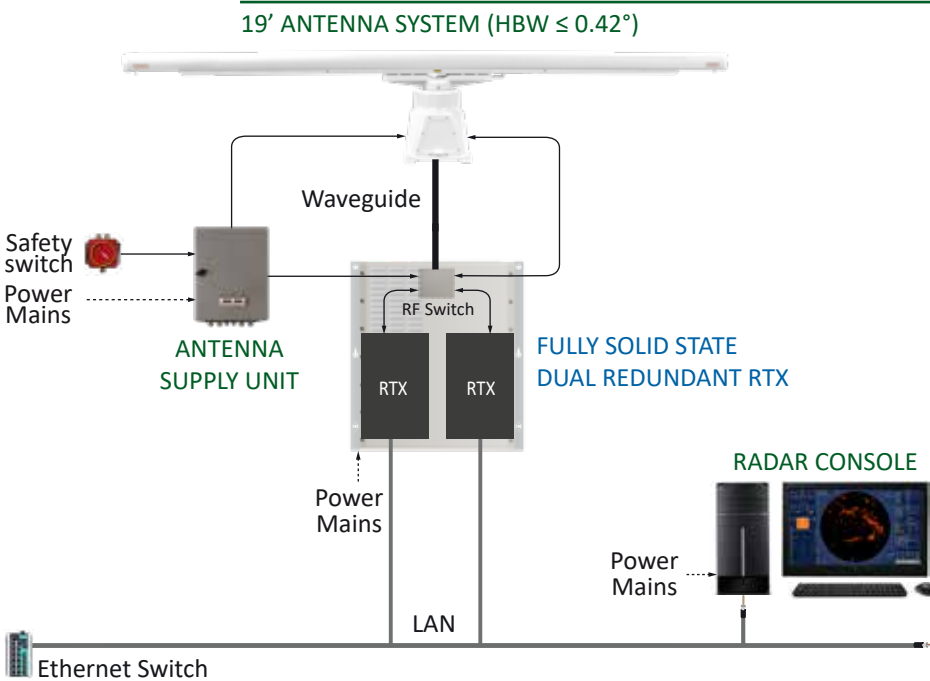 19’ ANTENNA SYSTEM (HBW ≤ 0.42°)
Waveguide
Safety
switch
Power
Mains
RF Switch
ANTENNA
SUPPLY UNIT
FULLY SOLID STATE
DUAL REDUNDANT RTX
RTX
RTX
RADAR CONSOLE
Power
Mains
Power
Mains
LAN
Ethernet Switch